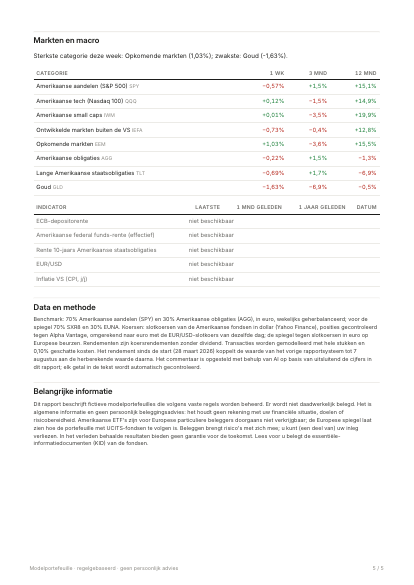 Markten en macro
Sterkste categorie deze week: Opkomende markten (1,03%); zwakste: Goud (−1,63%).
CATEGORIE 1 WK 3 MND 12 MND
Amerikaanse aandelen (S&P 500) SPY −0,57% +1,5% +15,1%
Amerikaanse tech (Nasdaq 100) QQQ +0,12% −1,5% +14,9%
Amerikaanse small caps IWM +0,01% −3,5% +19,9%
Ontwikkelde markten buiten de VS IEFA −0,73% −0,4% +12,8%
Opkomende markten EEM +1,03% −3,6% +15,5%
Amerikaanse obligaties AGG −0,22% +1,5% −1,3%
Lange Amerikaanse staatsobligaties TLT −0,69% +1,7% −6,9%
Goud GLD −1,63% −6,9% −0,5%
INDICATOR LAATSTE 1 MND GELEDEN 1 JAAR GELEDEN DATUM
ECB-depositorente niet beschikbaar
Amerikaanse federal funds-rente (effectief) niet beschikbaar
Rente 10-jaars Amerikaanse staatsobligaties niet beschikbaar
EUR/USD niet beschikbaar
Inflatie VS (CPI, j/j) niet beschikbaar
Data en methode
Benchmark: 70% Amerikaanse aandelen (SPY) en 30% Amerikaanse obligaties (AGG), in euro, wekelijks geherbalanceerd; voor de
spiegel 70% SXR8 en 30% EUNA. Koersen: slotkoersen van de Amerikaanse fondsen in dollar (Yahoo Finance), posities gecontroleerd
tegen Alpha Vantage, omgerekend naar euro met de EUR/USD-slotkoers van dezelfde dag; de spiegel tegen slotkoersen in euro op
Europese beurzen. Rendementen zijn koersrendementen zonder dividend. Transacties worden gemodelleerd met hele stukken en
0,10% geschatte kosten. Het rendement sinds de start (28 maart 2026) koppelt de waarde van het vorige rapportsysteem tot 7
augustus aan de herberekende waarde daarna. Het commentaar is opgesteld met behulp van AI op basis van uitsluitend de cijfers
in dit rapport; elk getal in de tekst wordt automatisch gecontroleerd.
Belangrijke informatie
Dit rapport beschrijft fictieve modelportefeuilles die volgens vaste regels worden beheerd. Er wordt niet daadwerkelijk belegd. Het is
algemene informatie en geen persoonlijk beleggingsadvies: het houdt geen rekening met uw financiële situatie, doelen of
risicobereidheid. Amerikaanse ETF's zijn voor Europese particuliere beleggers doorgaans niet verkrijgbaar; de Europese spiegel laat
zien hoe de portefeuille met UCITS-fondsen te volgen is. Beleggen brengt risico's met zich mee; u kunt (een deel van) uw inleg
verliezen. In het verleden behaalde resultaten bieden geen garantie voor de toekomst. Lees voor u belegt de essentiële-
informatiedocumenten (KID) van de fondsen.
Modelportefeuille · regelgebaseerd · geen persoonlijk advies 5 / 5